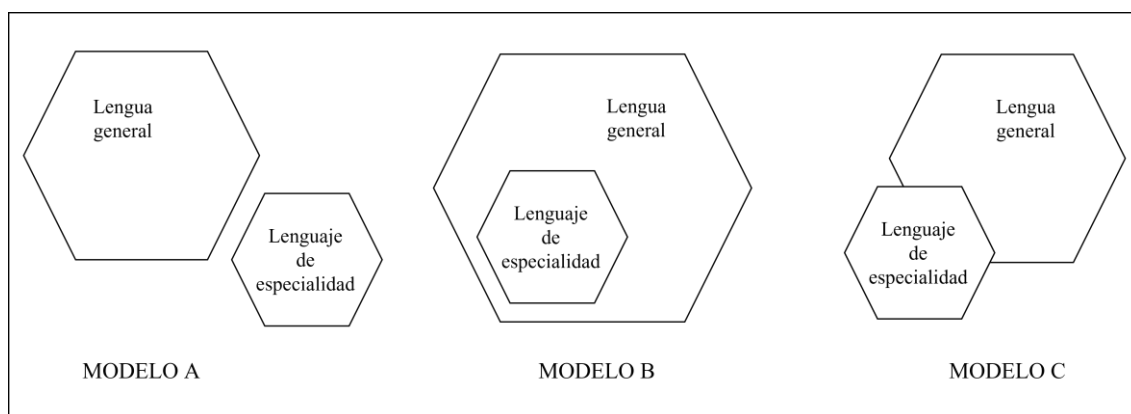 Lengua
general
Lenguaje
de
especialidad
MODELO A
Lengua
general
Lenguaje
de
especialidad
MODELO B
Lengua
general
Lenguaje
de
especialidad
MODELO C